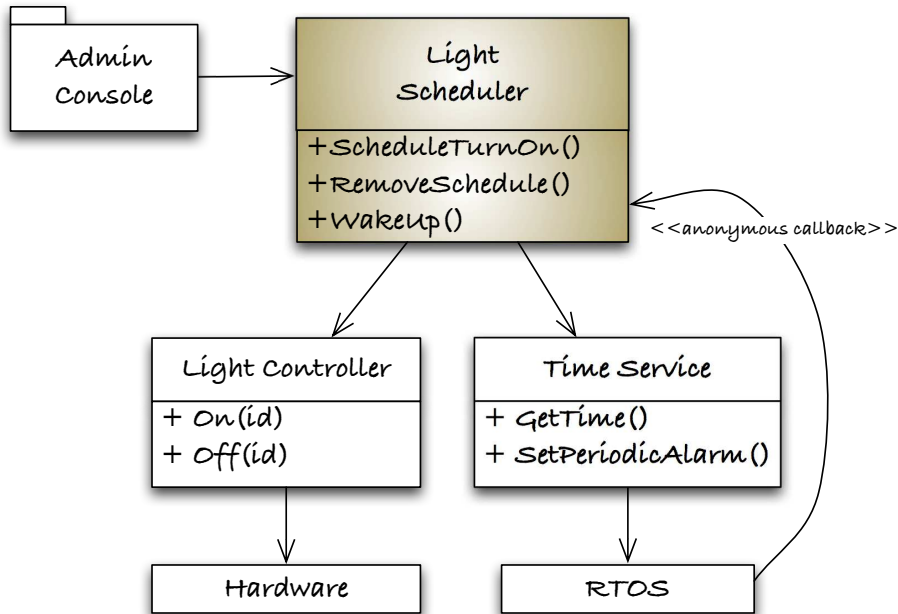 Admin
Console
Light
Scheduler
+ScheduleTurnOn()
+RemoveSchedule()
+WakeUp()
<<anonymous callback>>
Light Controller
+ On(id)
+ Off(id)
Time Service
+ GetTime()
+ SetPeriodicAlarm()
Hardware
RTOS